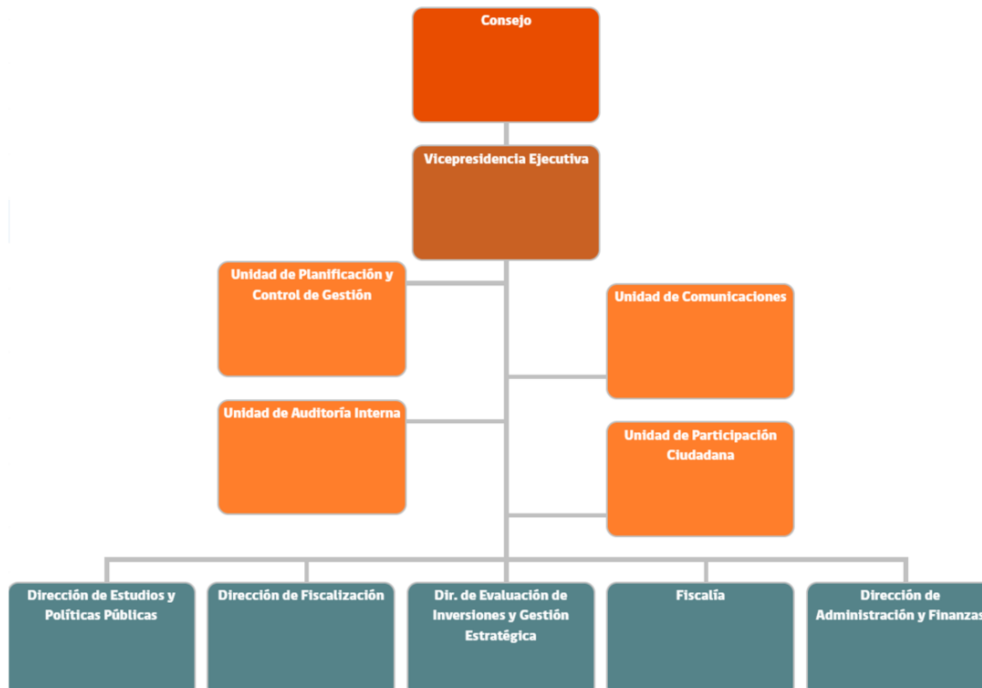 Consejo
Vicepresidencia Ejecutiva
Unidad de Planificación y
Control de Gestión
Unidad de Comunicaciones
Unidad de Auditoría Interna
Unidad de Participación
Ciudadana
Dirección de Estudios y
Políticas Públicas
Dirección de Fiscalización
Dir. de Evaluación de
Inversiones y Gestión
Estratégica
Fiscalía
Dirección de
Administración y Finanzas